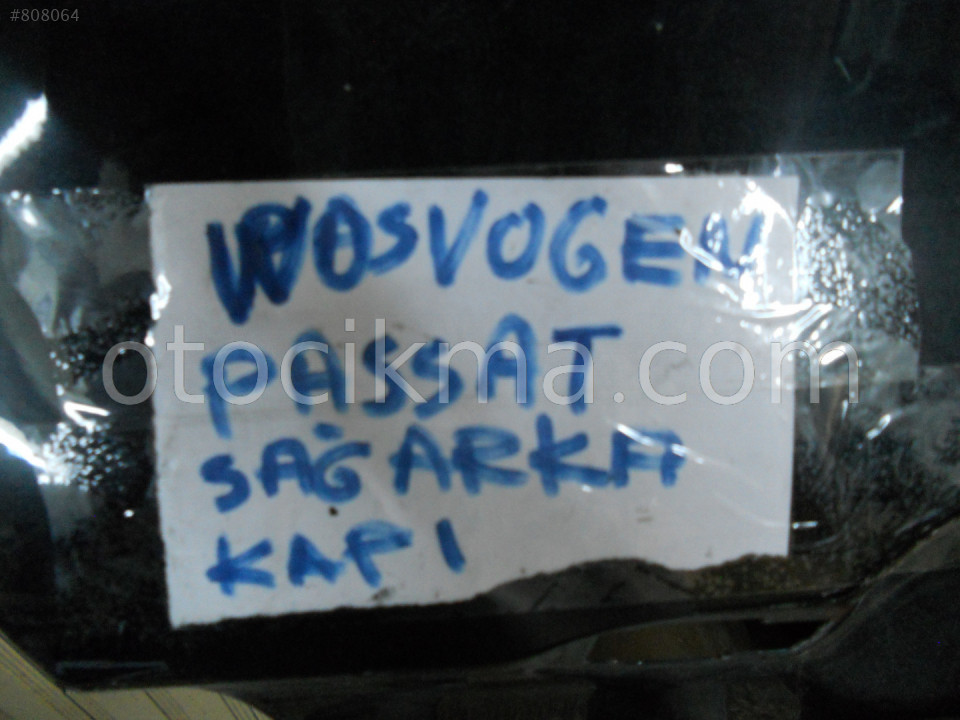 #808064
WOSVOGEN
PASSAT
otocikma.com
SAĞ ARKA
KAPI